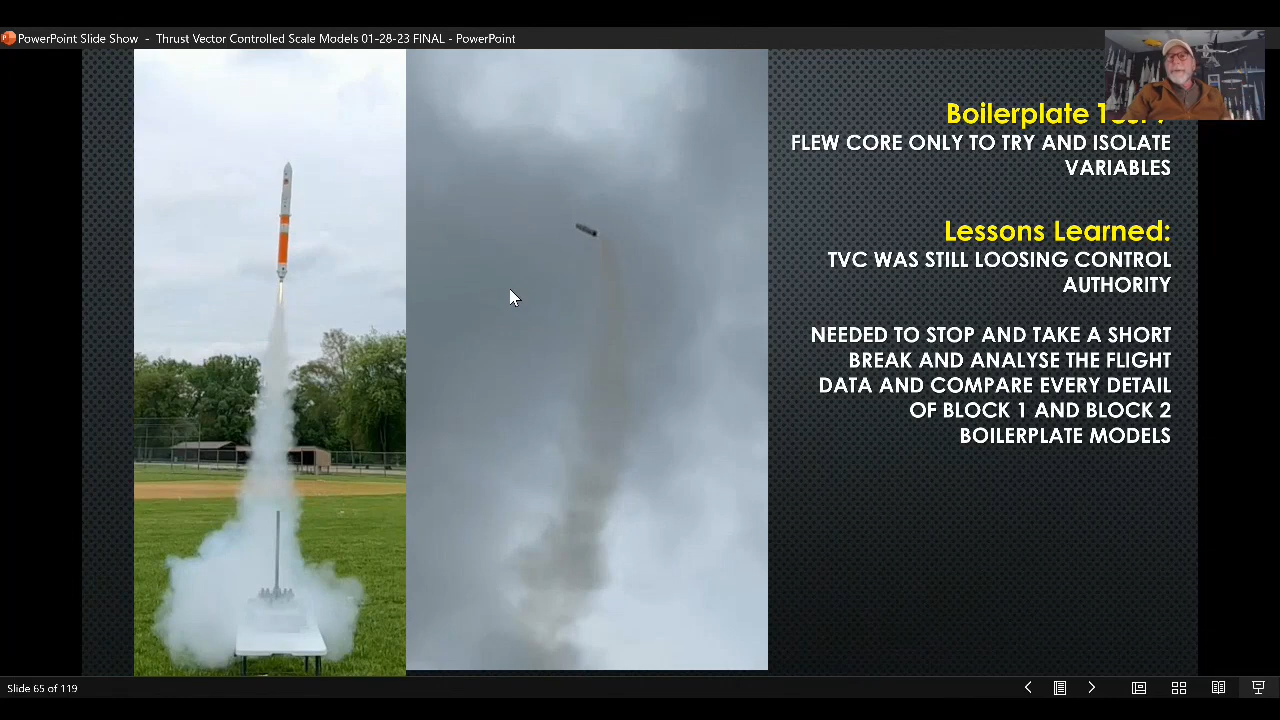 PowerPoint Slide Show - Thrust Vector Controlled Scale Models 01-28-23 FINAL - PowerPoint
Boilerplate
FLEW CORE ONLY TO TRY AND ISOLATE
VARIABLES
Lessons Learned:
TVC WAS STILL LOOSING CONTROL
AUTHORITY
NEEDED TO STOP AND TAKE A SHORT
BREAK AND ANALYSE THE FLIGHT
DATA AND COMPARE EVERY DETAIL
OF BLOCK 1 AND BLOCK 2
BOILERPLATE MODELS
Slide 65 of 119